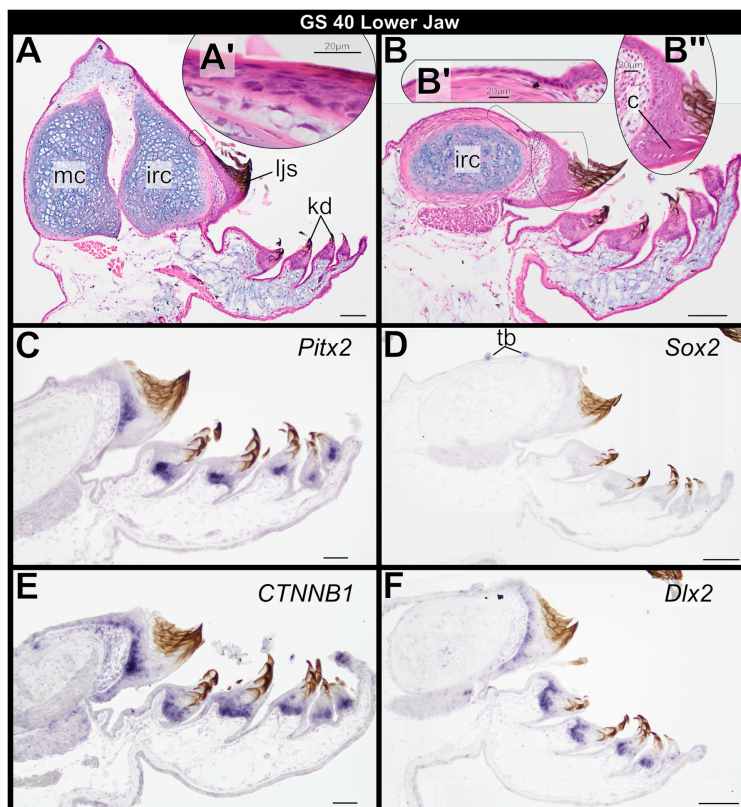 GS 40 Lower Jaw
A
A'
20µm
mc
irc
ljs
kd
B
B'
20µm
B"
20µm
c
irc
C
Pitx2
D
tb
Sox2
E
CTNNB1
F
Dlx2